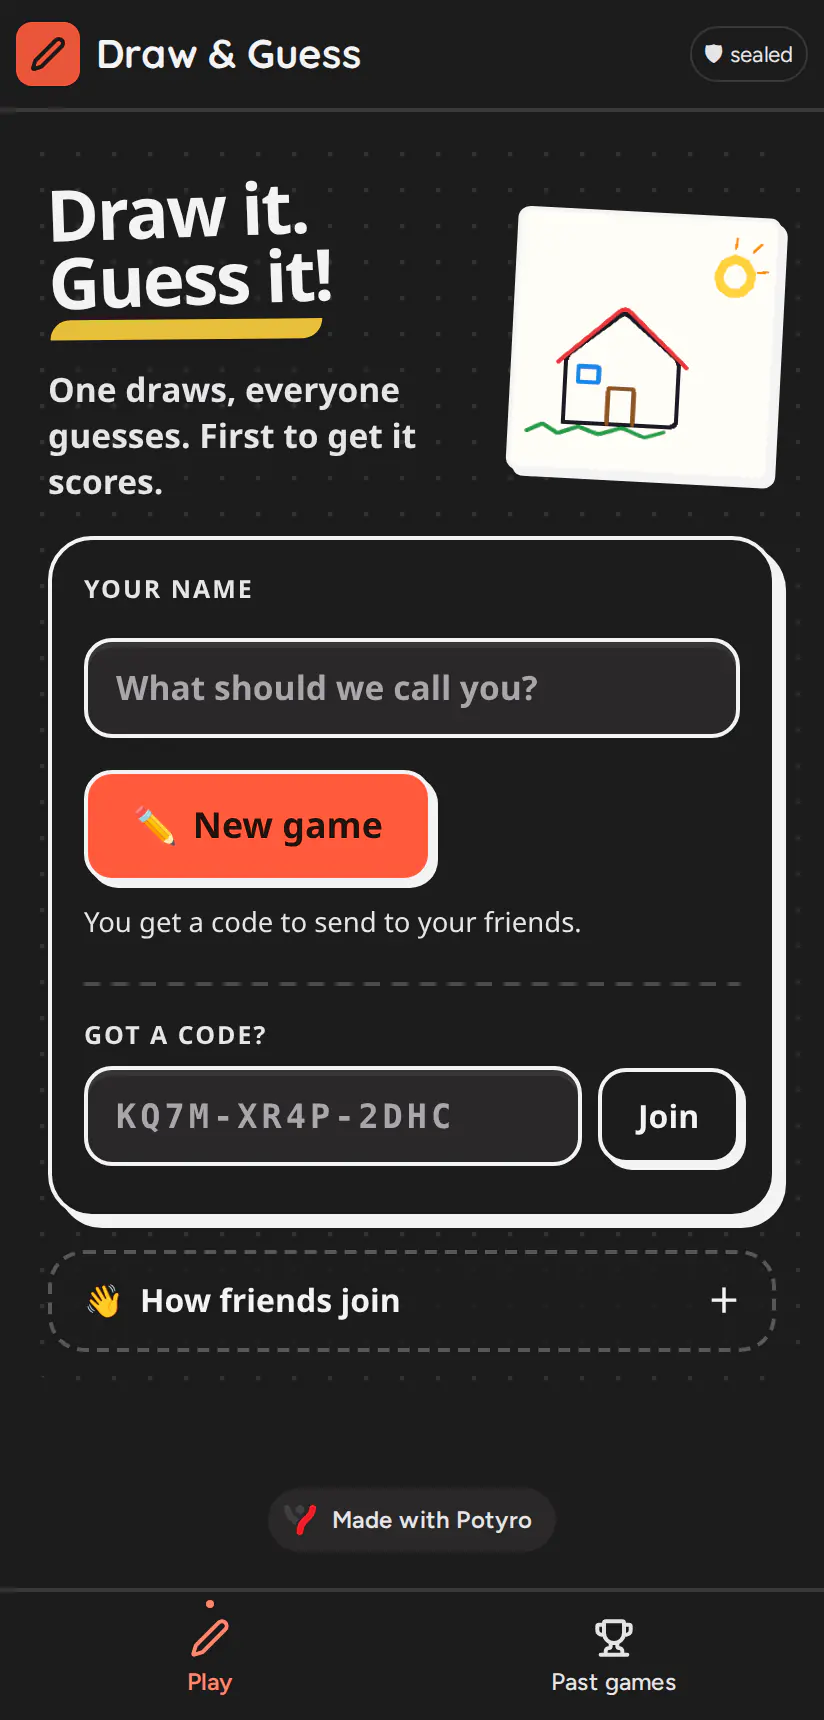 Draw & Guess
sealed
Draw it.
Guess it!
One draws, everyone
guesses. First to get it
scores.
YOUR NAME
What should we call you?
New game
You get a code to send to your friends.
GOT A CODE?
KQ7M-XR4P-2DHC
Join
How friends join
Made with Potyro
Play
Past games